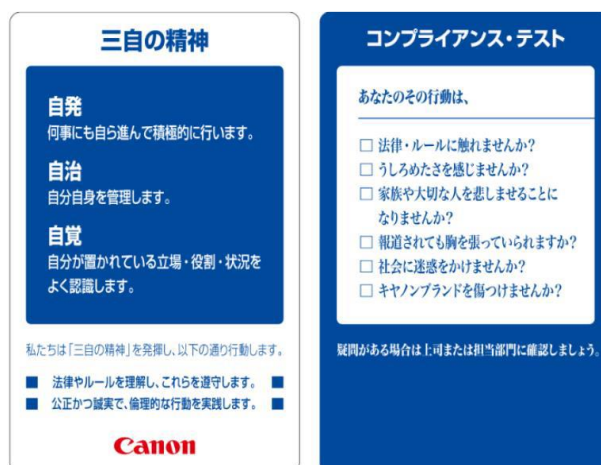 三自の精神
自発
何事にも自ら進んで積極的に行います。
自治
自分自身を管理します。
自覚
自分が置かれている立場・役割・状況を
よく認識します。
私たちは「三自の精神」を発揮し、以下の通り行動します。
■ 法律やルールを理解し、これらを遵守します。 ■
■ 公正かつ誠実で、倫理的な行動を実践します。 ■
Canon
コンプライアンス・テスト
あなたのその行動は、
□ 法律・ルールに触れませんか?
□ うしろめたさを感じませんか?
□ 家族や大切な人を悲しませることに
なりませんか?
□ 報道されても胸を張っていられますか?
□ 社会に迷惑をかけませんか?
□ キヤノンブランドを傷つけませんか?
疑問がある場合は上司または担当部門に確認しましょう。